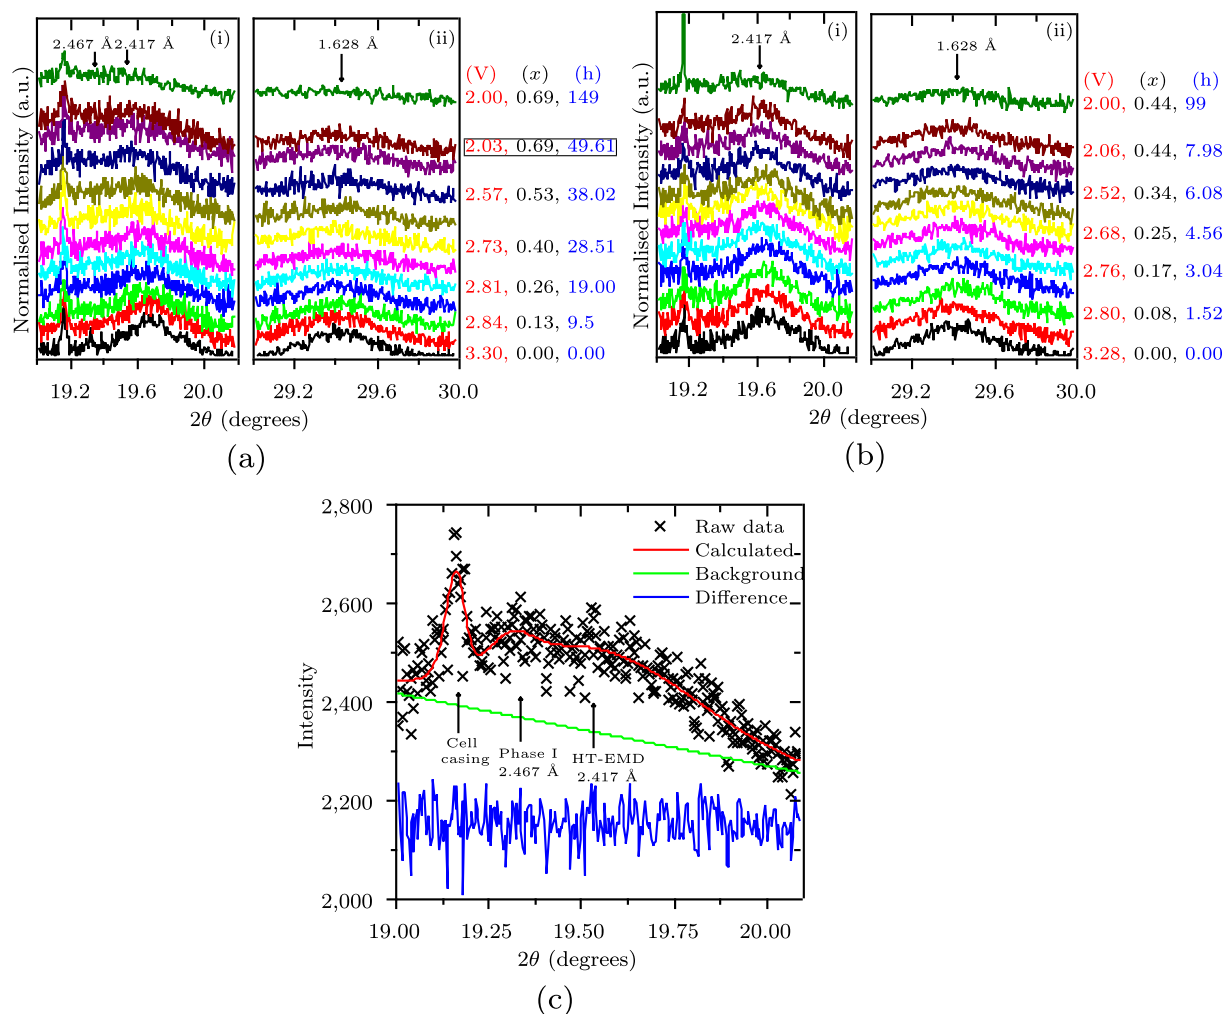 (i)
2.467 Å 2.417 Å
(ii)
1.628 Å
Normalised Intensity (a.u.)
(V) (x) (h)
2.00, 0.69, 149
2.03, 0.69, 49.61
2.57, 0.53, 38.02
2.73, 0.40, 28.51
2.81, 0.26, 19.00
2.84, 0.13, 9.5
3.30, 0.00, 0.00
19.2 19.6 20.0
29.2 29.6 30.0
2θ (degrees)
(a)
(i)
2.417 Å
(ii)
1.628 Å
Normalised Intensity (a.u.)
(V) (x) (h)
2.00, 0.44, 99
2.06, 0.44, 7.98
2.52, 0.34, 6.08
2.68, 0.25, 4.56
2.76, 0.17, 3.04
2.80, 0.08, 1.52
3.28, 0.00, 0.00
19.2 19.6 20.0
29.2 29.6 30.0
2θ (degrees)
(b)
2,800
2,600
2,400
2,200
2,000
Intensity
Raw data
Calculated
Background
Difference
Cell
casing
Phase I
2.467 Å
HT-EMD
2.417 Å
19.00 19.25 19.50 19.75 20.00
2θ (degrees)
(c)